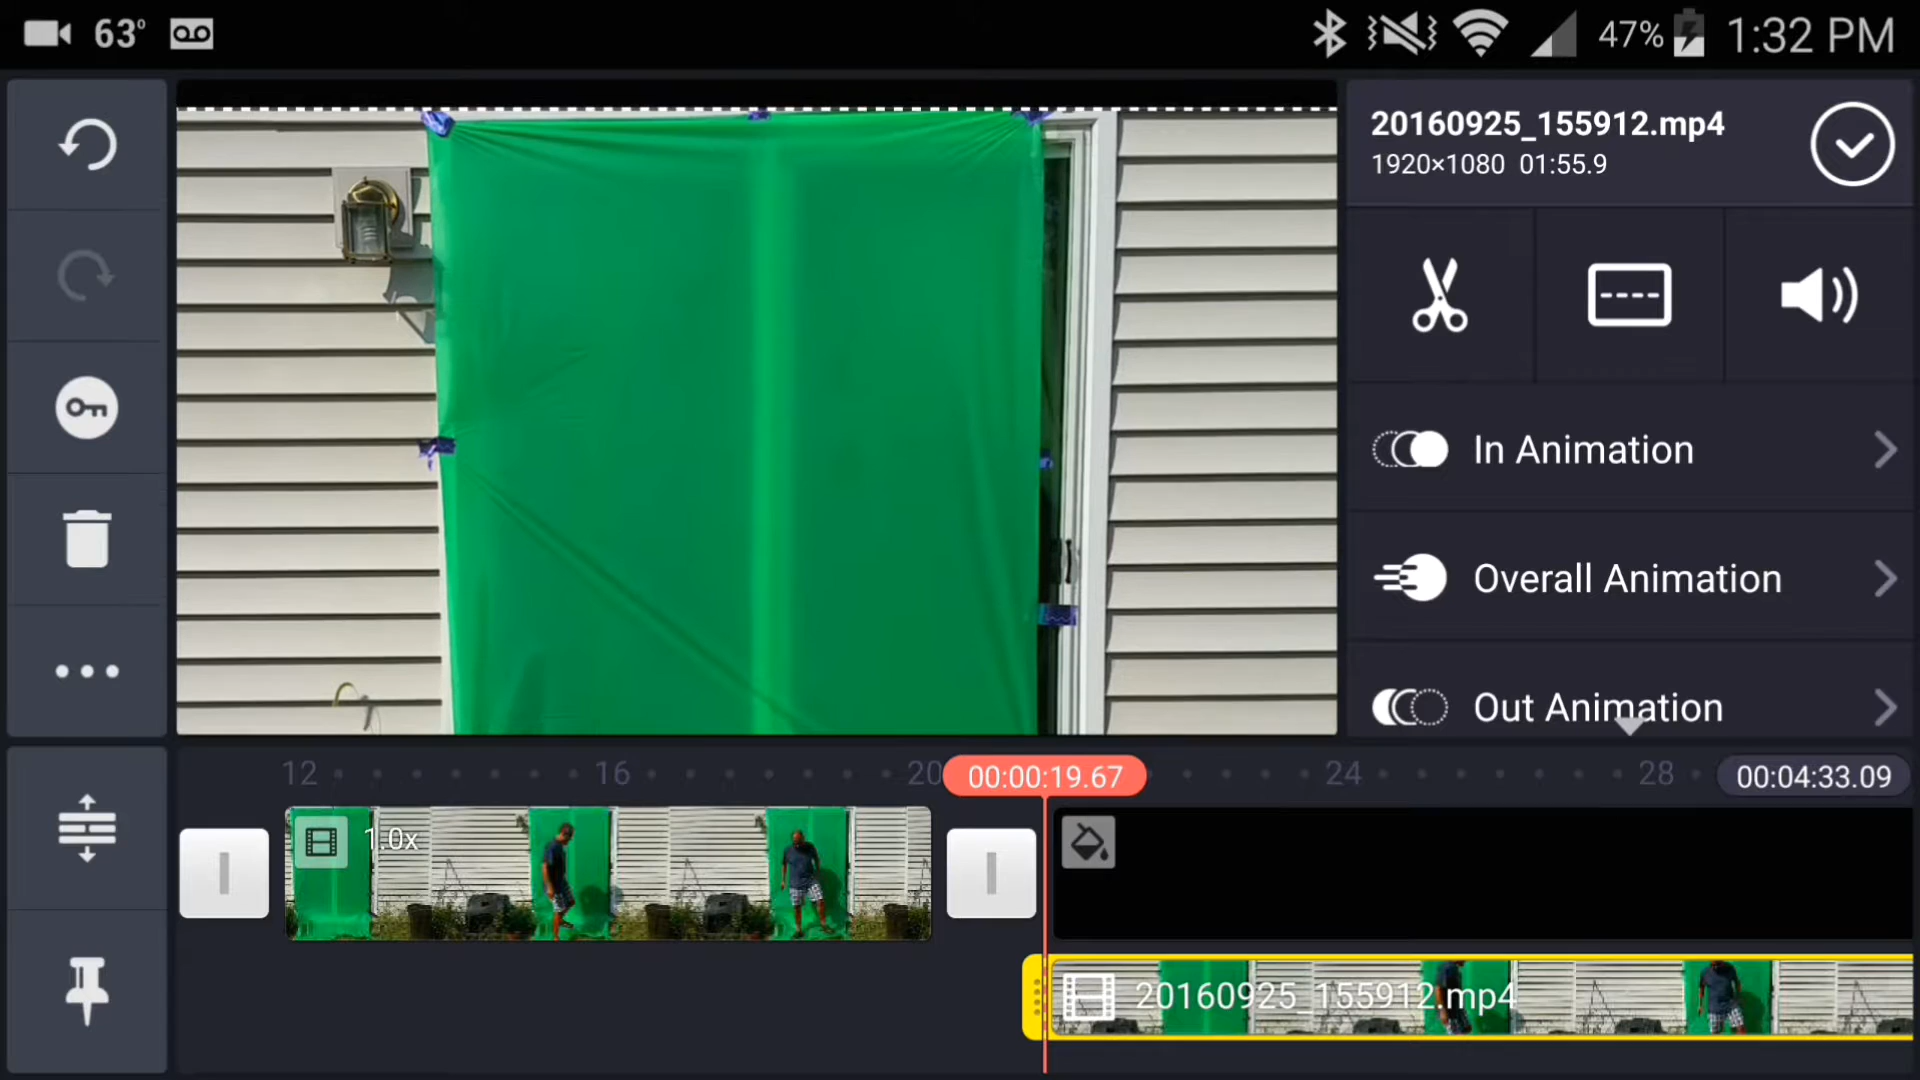 63° 47% 1:32 PM
20160925_155912.mp4
1920×1080 01:55.9
In Animation
Overall Animation
Out Animation
12 16 20 00:00:19.67 24 28 00:04:33.09
1.0x
20160925_155912.mp4